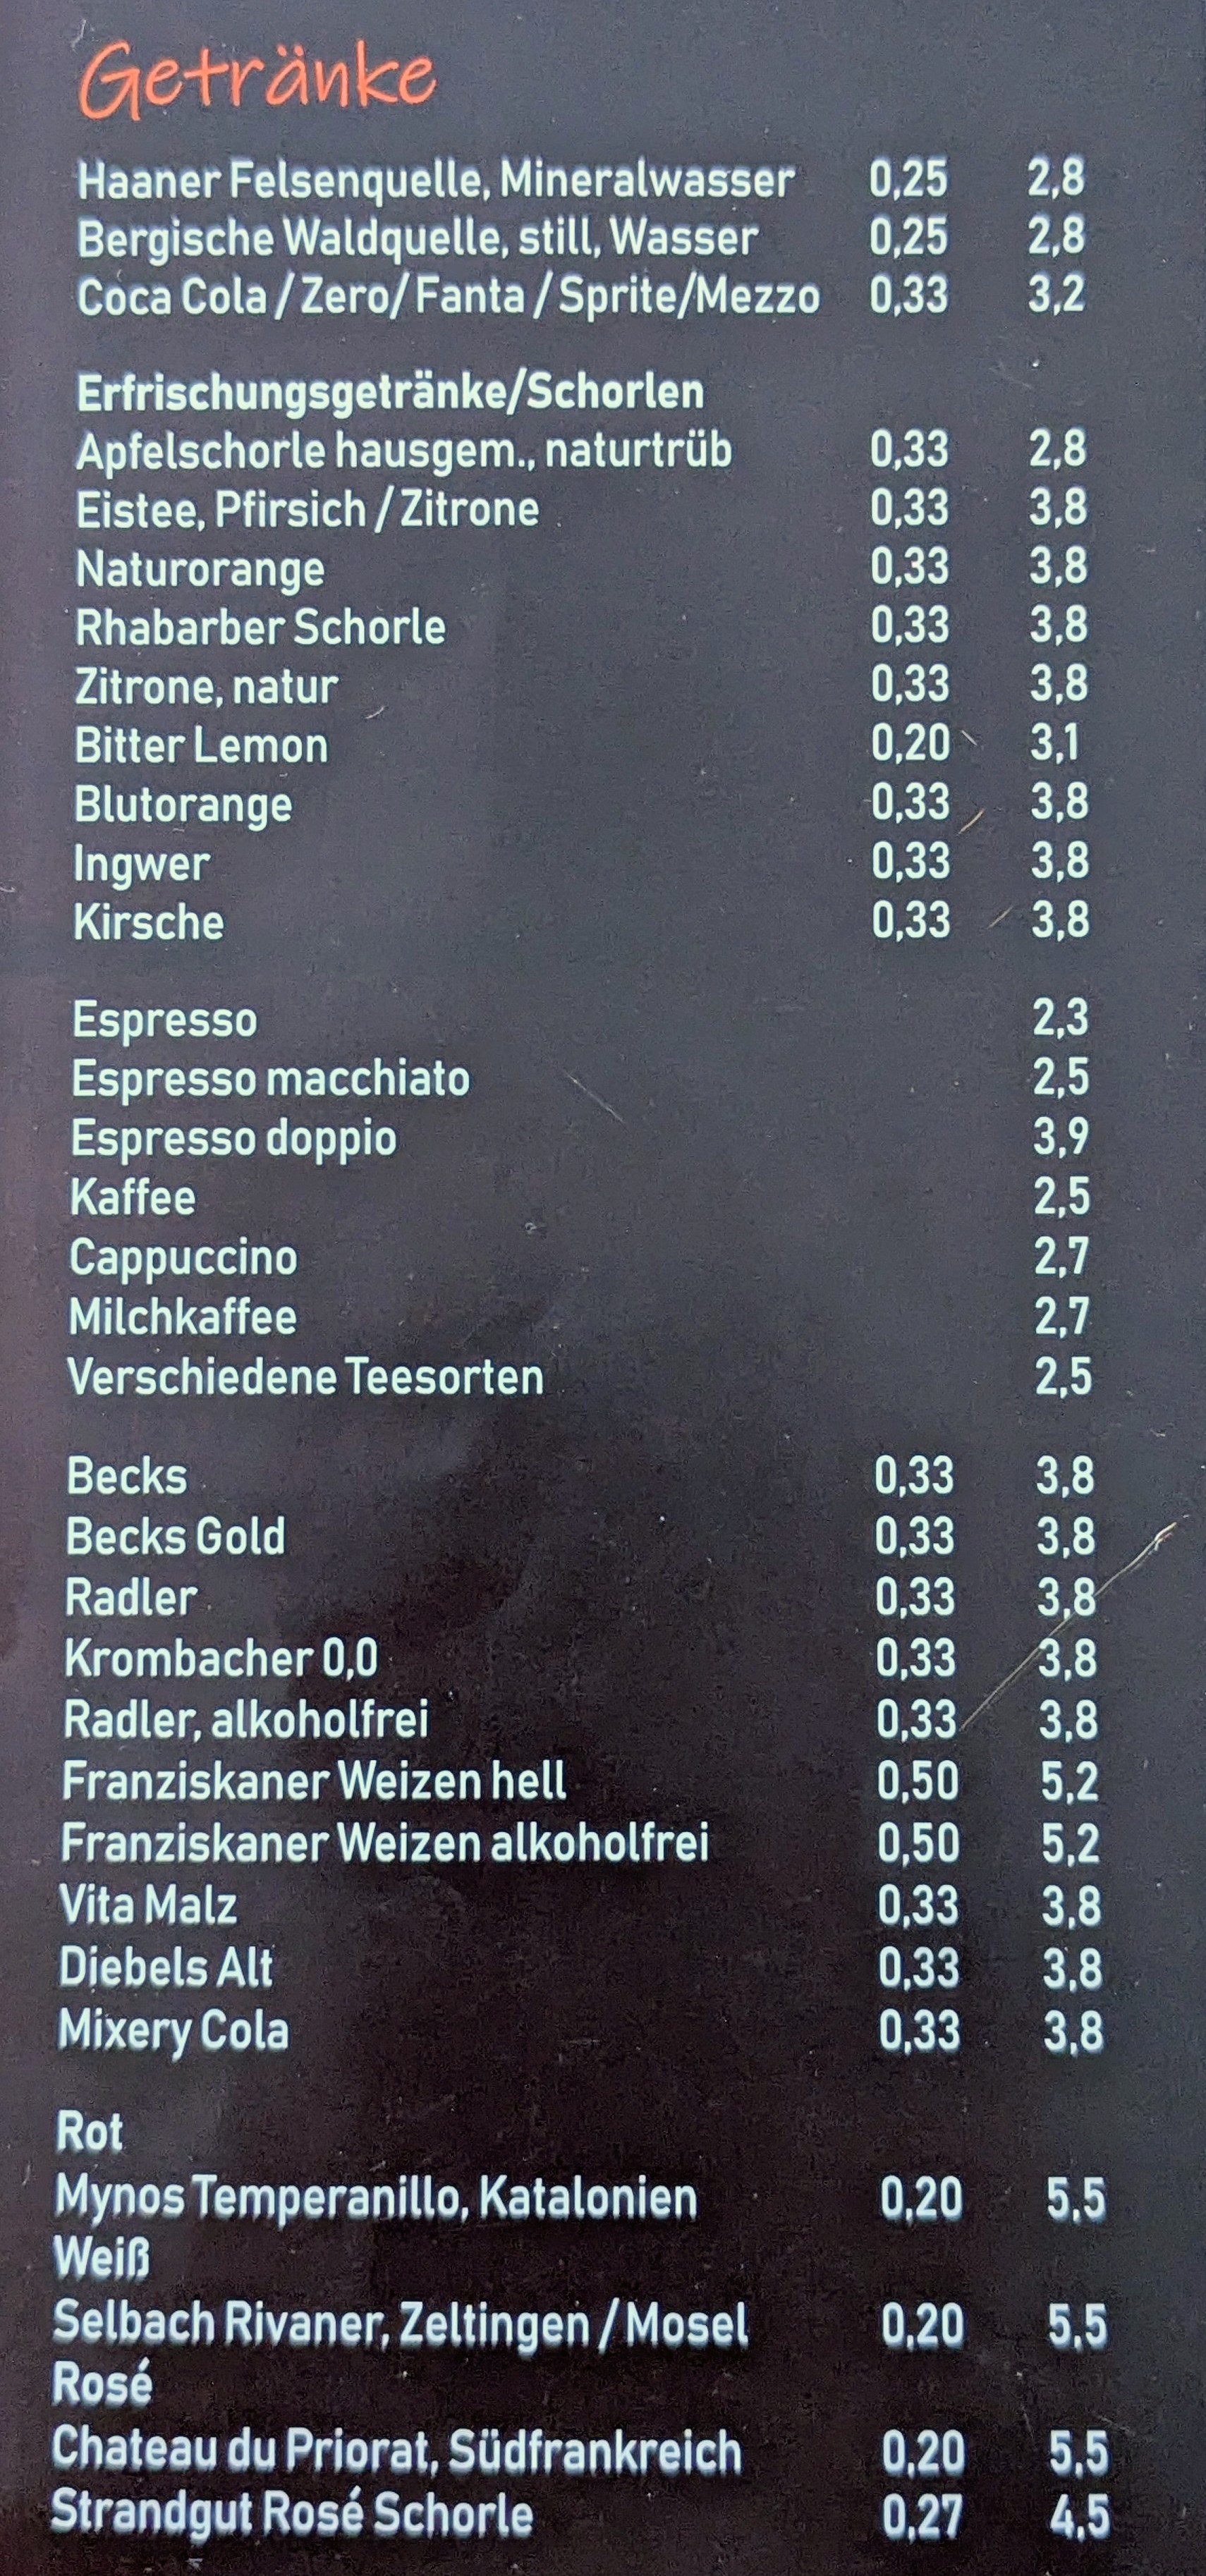 Getränke
Haaner Felsenquelle, Mineralwasser 0,25 2,8
Bergische Waldquelle, still, Wasser 0,25 2,8
Coca Cola / Zero/ Fanta / Sprite/Mezzo 0,33 3,2
Erfrischungsgetränke/Schorlen
Apfelschorle hausgem., naturtrüb 0,33 2,8
Eistee, Pfirsich / Zitrone 0,33 3,8
Naturorange 0,33 3,8
Rhabarber Schorle 0,33 3,8
Zitrone, natur 0,33 3,8
Bitter Lemon 0,20 3,1
Blutorange 0,33 3,8
Ingwer 0,33 3,8
Kirsche 0,33 3,8
Espresso 2,3
Espresso macchiato 2,5
Espresso doppio 3,9
Kaffee 2,5
Cappuccino 2,7
Milchkaffee 2,7
Verschiedene Teesorten 2,5
Becks 0,33 3,8
Becks Gold 0,33 3,8
Radler 0,33 3,8
Krombacher 0,0 0,33 3,8
Radler, alkoholfrei 0,33 3,8
Franziskaner Weizen hell 0,50 5,2
Franziskaner Weizen alkoholfrei 0,50 5,2
Vita Malz 0,33 3,8
Diebels Alt 0,33 3,8
Mixery Cola 0,33 3,8
Rot
Mynos Temperanillo, Katalonien 0,20 5,5
Weiß
Selbach Rivaner, Zeltingen / Mosel 0,20 5,5
Rosé
Chateau du Priorat, Südfrankreich 0,20 5,5
Strandgut Rosé Schorle 0,27 4,5